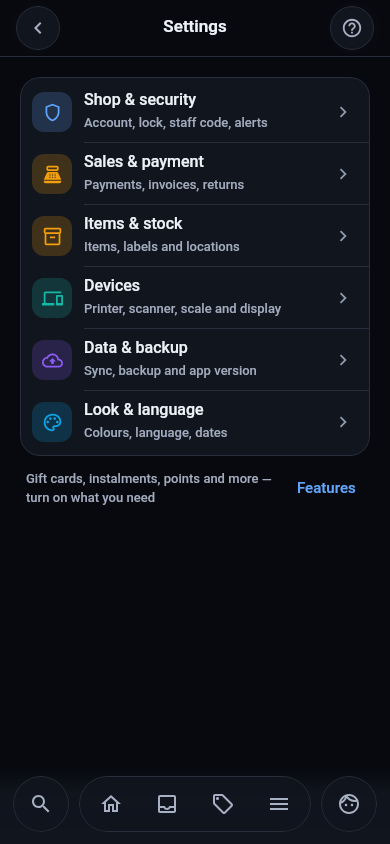 Settings
Shop & security
Account, lock, staff code, alerts
Sales & payment
Payments, invoices, returns
Items & stock
Items, labels and locations
Devices
Printer, scanner, scale and display
Data & backup
Sync, backup and app version
Look & language
Colours, language, dates
Gift cards, instalments, points and more —
turn on what you need
Features